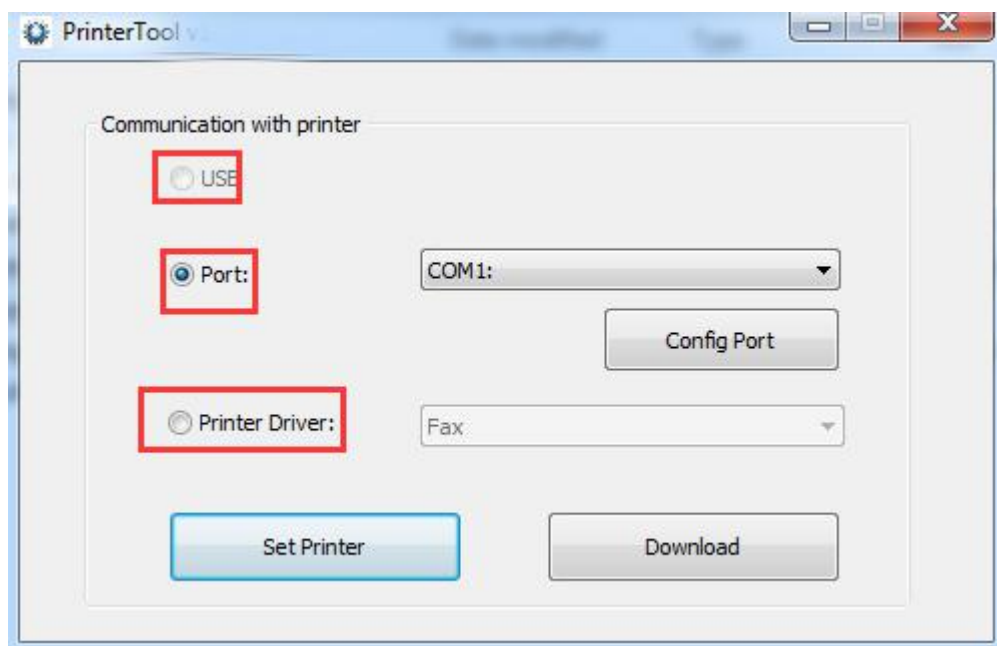 PrinterTool
Communication with printer
USB
Port:
COM1:
Config Port
Printer Driver:
Fax
Set Printer
Download